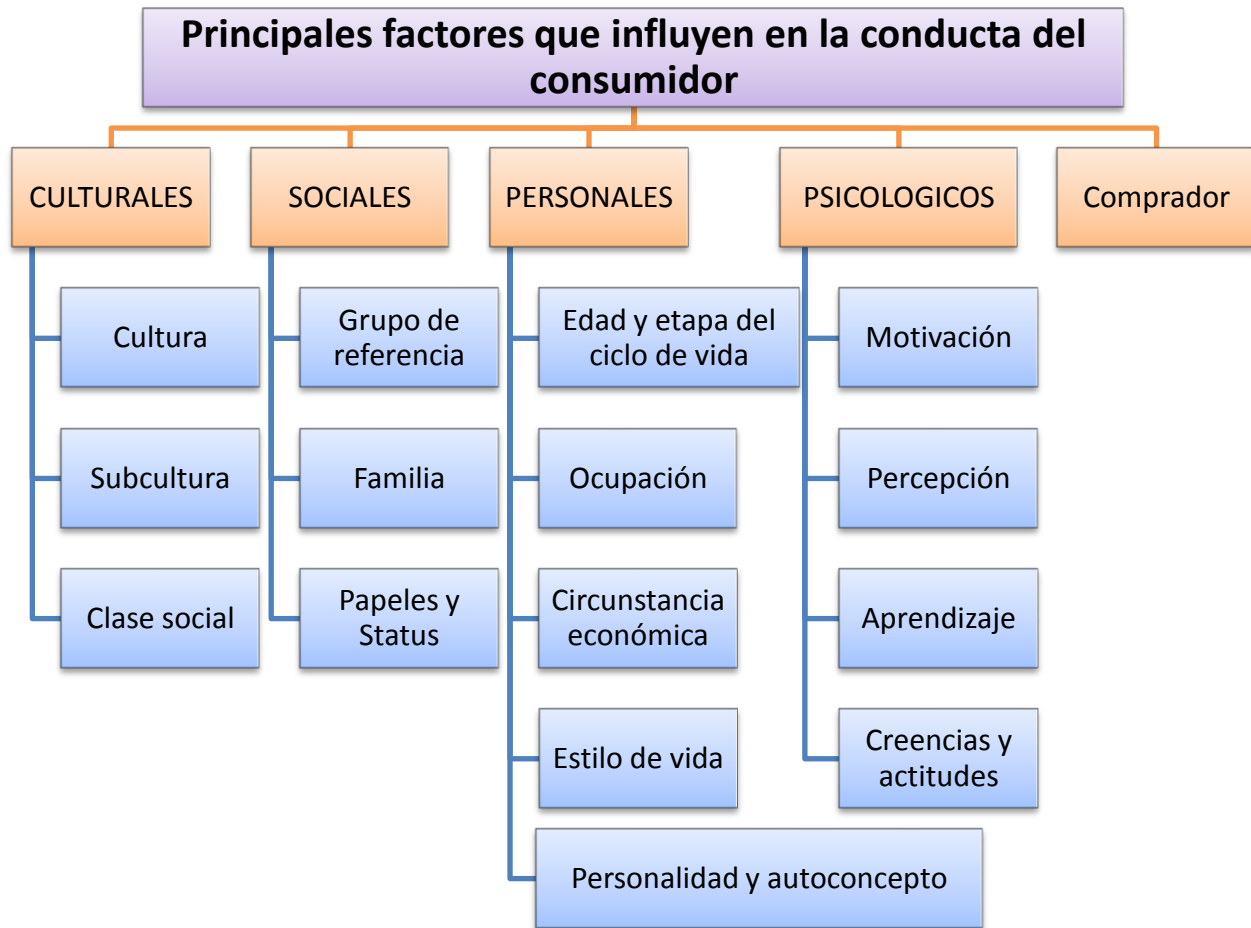 Principales factores que influyen en la conducta del
consumidor
CULTURALES
SOCIALES
PERSONALES
PSICOLOGICOS
Comprador
Cultura
Subcultura
Clase social
Grupo de
referencia
Familia
Papeles y
Status
Edad y etapa del
ciclo de vida
Ocupación
Circunstancia
económica
Estilo de vida
Personalidad y autoconcepto
Motivación
Percepción
Aprendizaje
Creencias y
actitudes